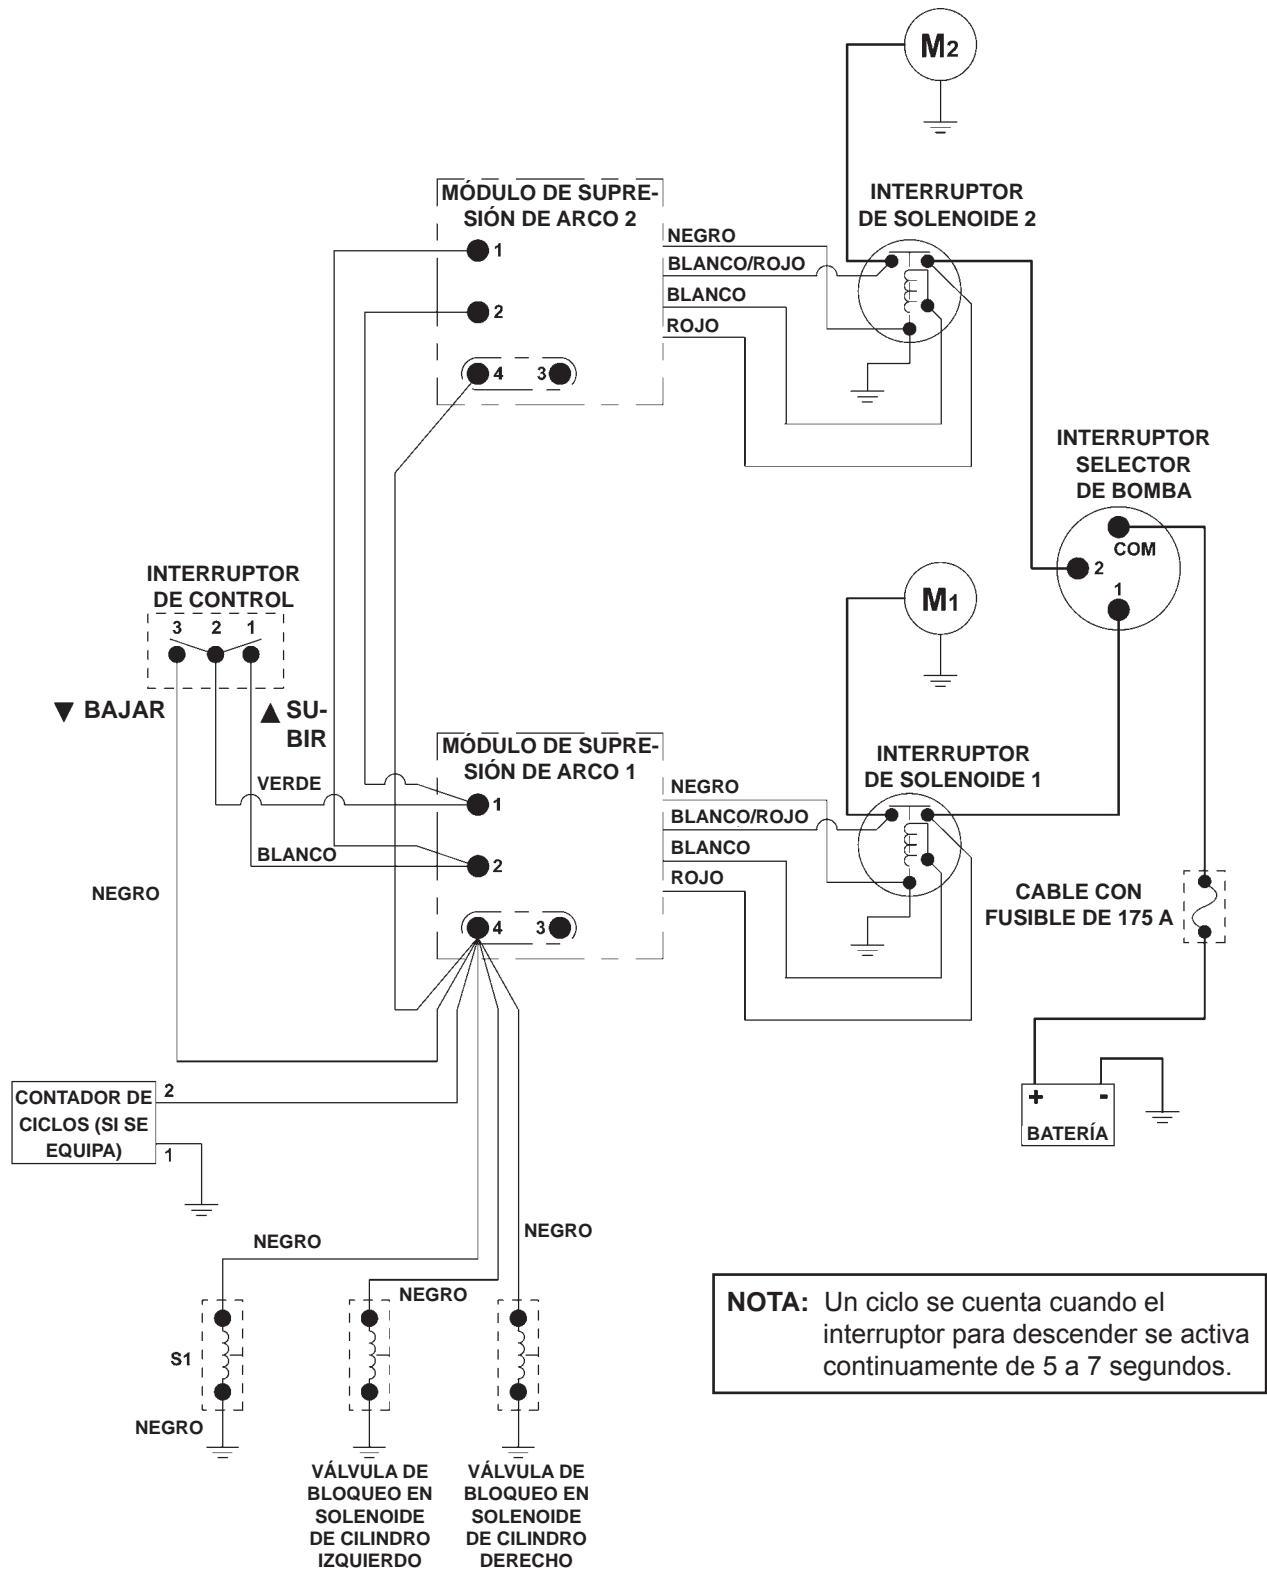 M2
MÓDULO DE SUPRE-
SIÓN DE ARCO 2
1
2
4
3
NEGRO
BLANCO/ROJO
BLANCO
ROJO
INTERRUPTOR
DE SOLENOIDE 2
INTERRUPTOR
SELECTOR
DE BOMBA
COM
2
1
INTERRUPTOR
DE CONTROL
3 2 1
▼ BAJAR
▲ SU-
BIR
M1
MÓDULO DE SUPRE-
SIÓN DE ARCO 1
1
2
4
3
VERDE
BLANCO
NEGRO
NEGRO
BLANCO/ROJO
BLANCO
ROJO
INTERRUPTOR
DE SOLENOIDE 1
CABLE CON
FUSIBLE DE 175 A
+ -
BATERÍA
CONTADOR DE
CICLOS (SI SE
EQUIPA)
2
1
NEGRO
NEGRO
NEGRO
S1
NEGRO
VÁLVULA DE
BLOQUEO EN
SOLENOIDE
DE CILINDRO
IZQUIERDO
VÁLVULA DE
BLOQUEO EN
SOLENOIDE
DE CILINDRO
DERECHO
NOTA: Un ciclo se cuenta cuando el
interruptor para descender se activa
continuamente de 5 a 7 segundos.